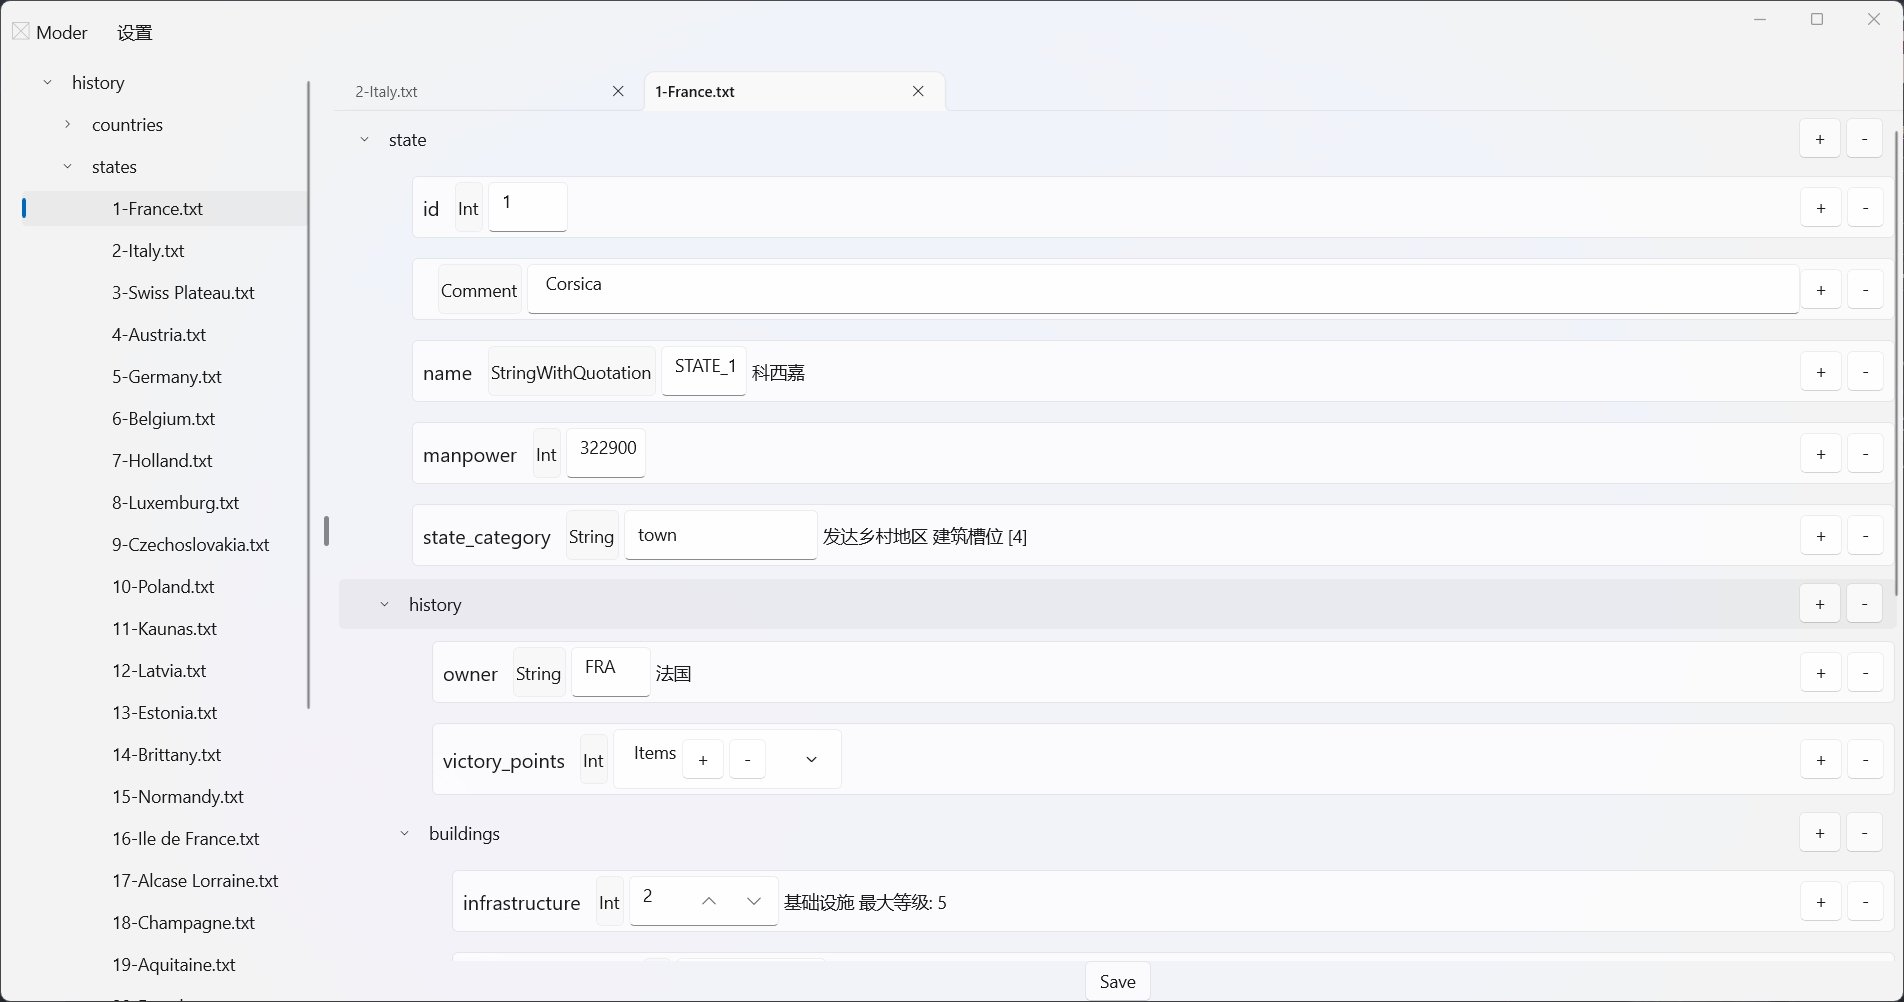 Moder 设置
history
countries
states
1-France.txt
2-Italy.txt
3-Swiss Plateau.txt
4-Austria.txt
5-Germany.txt
6-Belgium.txt
7-Holland.txt
8-Luxemburg.txt
9-Czechoslovakia.txt
10-Poland.txt
11-Kaunas.txt
12-Latvia.txt
13-Estonia.txt
14-Brittany.txt
15-Normandy.txt
16-Ile de France.txt
17-Alcase Lorraine.txt
18-Champagne.txt
19-Aquitaine.txt
2-Italy.txt 1-France.txt
state + -
id Int 1 + -
Comment Corsica + -
name StringWithQuotation STATE_1 科西嘉 + -
manpower Int 322900 + -
state_category String town 发达乡村地区 建筑槽位 [4] + -
history + -
owner String FRA 法国 + -
victory_points Int Items + - + -
buildings + -
infrastructure Int 2 基础设施 最大等级: 5 + -
Save